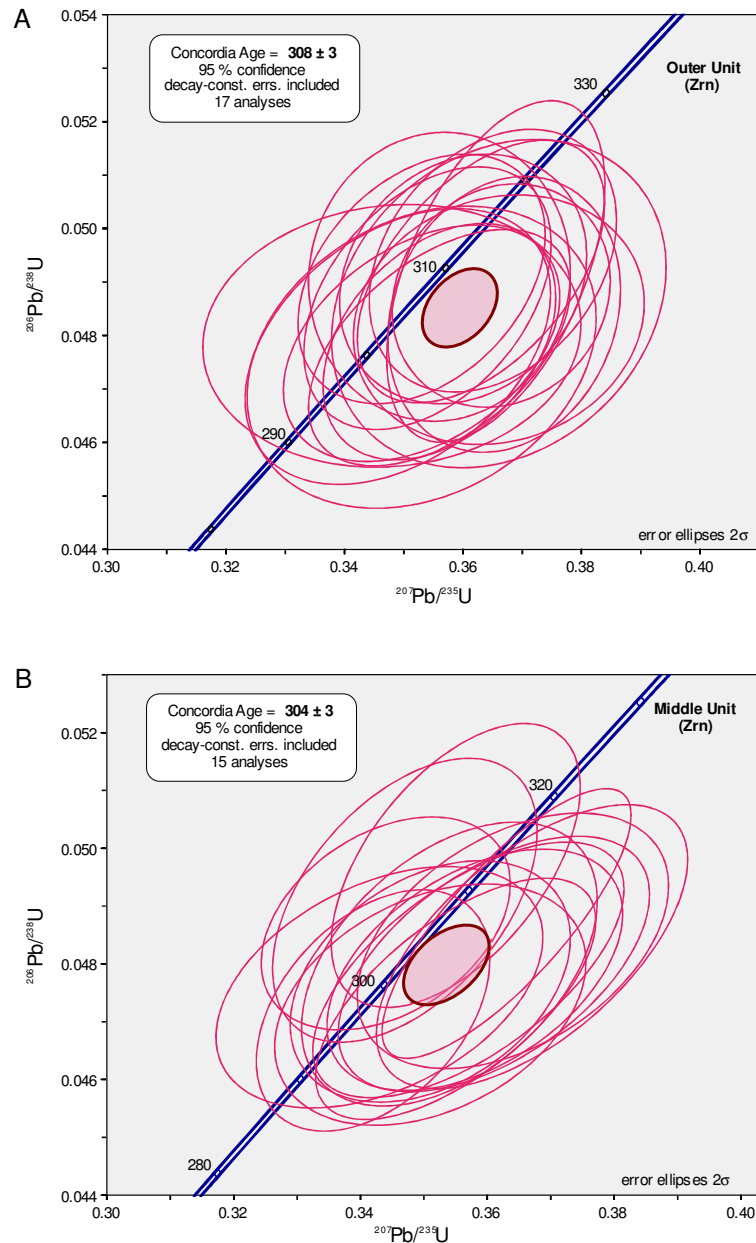 A
0.054
0.052
0.050
0.048
0.046
0.044
²⁰⁶Pb/²³⁸U
Concordia Age = 308 ± 3
95 % confidence
decay-const. errs. included
17 analyses
330
Outer Unit
(Zrn)
310
290
error ellipses 2σ
0.30
0.32
0.34
0.36
0.38
0.40
²⁰⁷Pb/²³⁵U
B
0.052
0.050
0.048
0.046
0.044
²⁰⁶Pb/²³⁸U
Concordia Age = 304 ± 3
95 % confidence
decay-const. errs. included
15 analyses
Middle Unit
(Zrn)
320
300
280
error ellipses 2σ
0.30
0.32
0.34
0.36
0.38
0.40
²⁰⁷Pb/²³⁵U